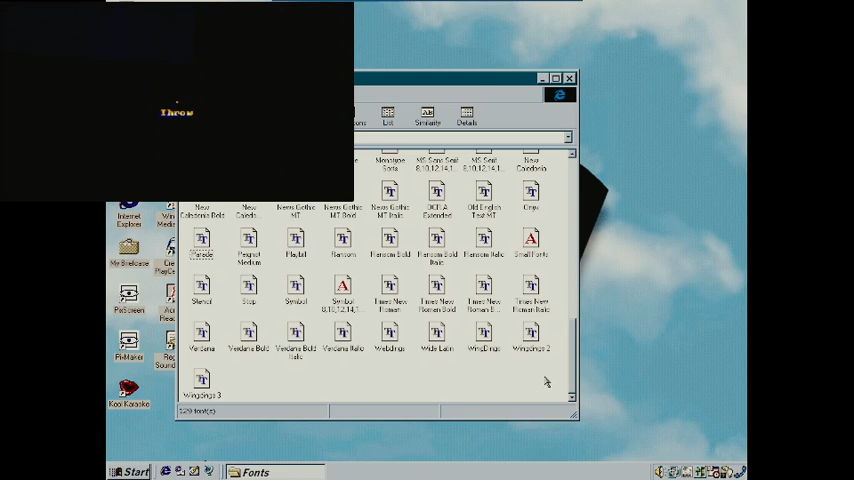 Throw
List
Similarity
Details
Monotype
Sorts
MS Sans Serif
8,10,12,14,1...
MS Serif
8,10,12,14,1...
New
Caledonia
New
Caledonia Bold
New
Caledo...
News Gothic
MT
News Gothic
MT Bold
News Gothic
MT Italic
OCR-A
Extended
Old English
Text MT
Onyx
Parade
Peignot
Medium
Playbill
Ransom
Ransom Bold
Ransom Bold
Italic
Ransom Italic
Small Fonts
Stencil
Stop
Symbol
Symbol
8,10,12,14,1...
Times New
Roman
Times New
Roman Bold
Times New
Roman B...
Times New
Roman Italic
Verdana
Verdana Bold
Verdana Bold
Italic
Verdana Italic
Webdings
Wide Latin
WingDings
Wingdings 2
Wingdings 3
129 font(s)
Internet
Explorer
My Briefcase
PixScreen
PixMaker
Kool Karaoke
Start
Fonts